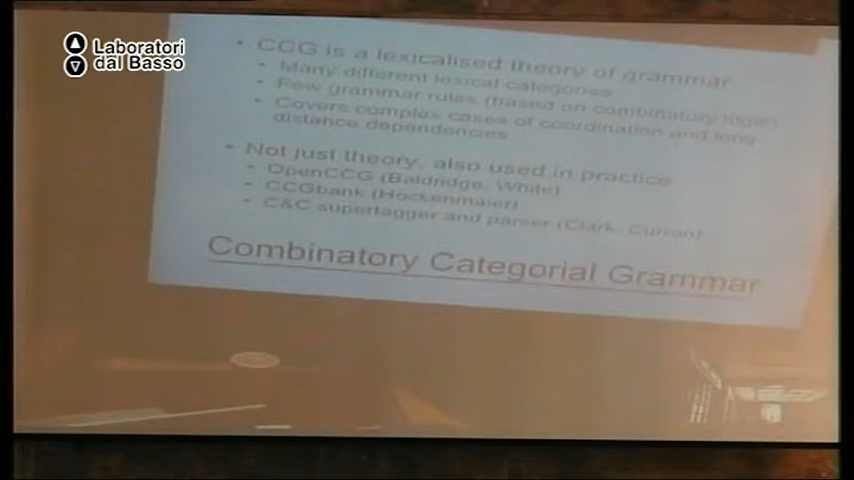 Laboratori
dal Basso
• CCG is a lexicalised theory of grammar
• Many different lexical categories
• Few grammar rules (based on combinatory logic)
• Covers complex cases of coordination and long
distance dependencies
• Not just theory, also used in practice
• OpenCCG (Baldridge, White)
• CCGbank (Hockenmaier)
• C&C supertagger and parser (Clark, Curran)
Combinatory Categorial Grammar